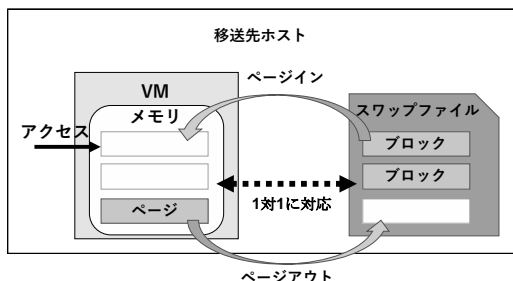 移送先ホスト
ページイン
VM
メモリ
スワップファイル
アクセス
ブロック
ブロック
1対1に対応
ページ
ページアウト